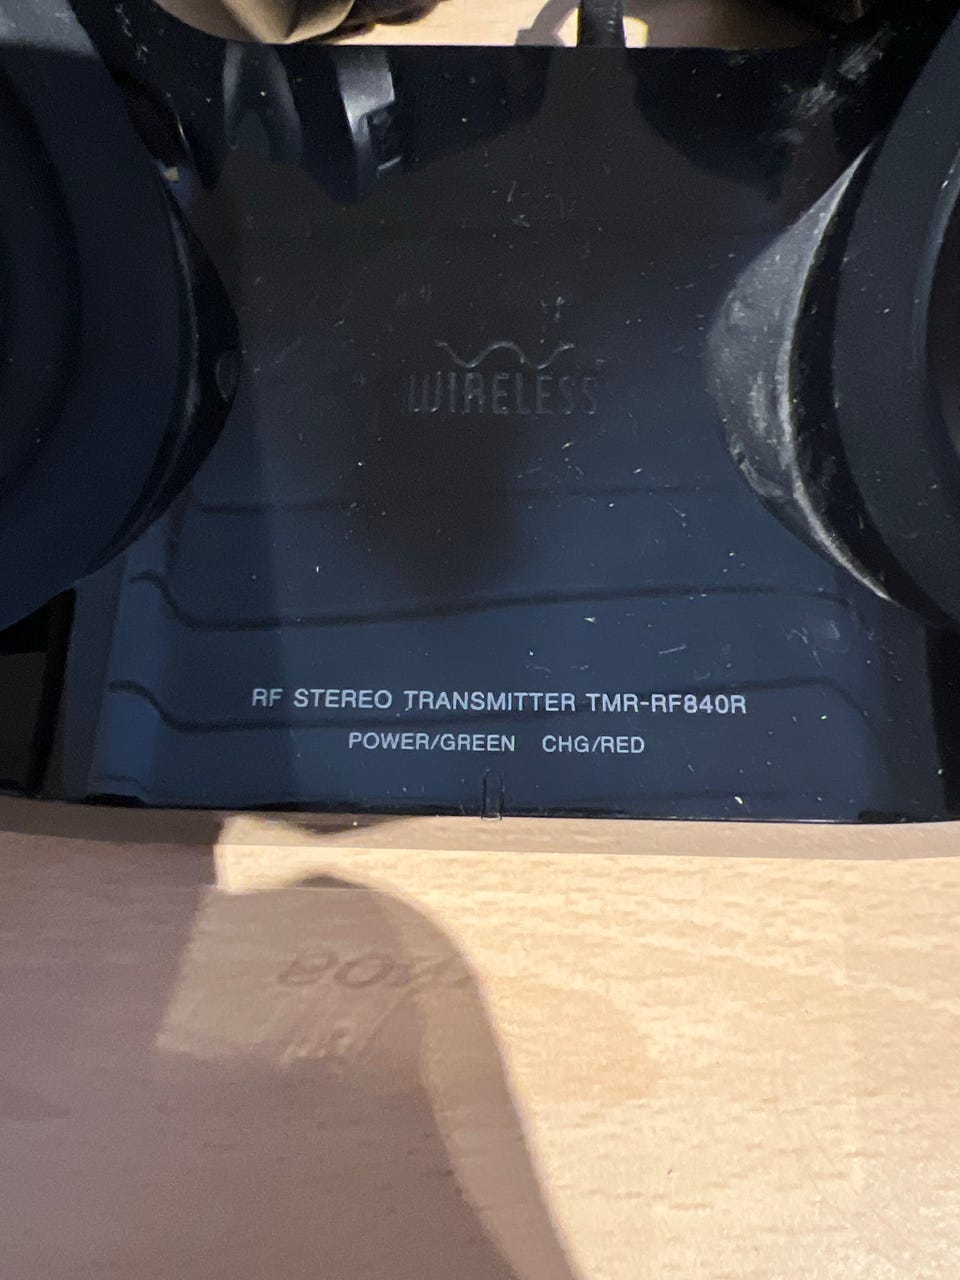 WIRELESS
RF STEREO TRANSMITTER TMR-RF840R
POWER/GREEN CHG/RED